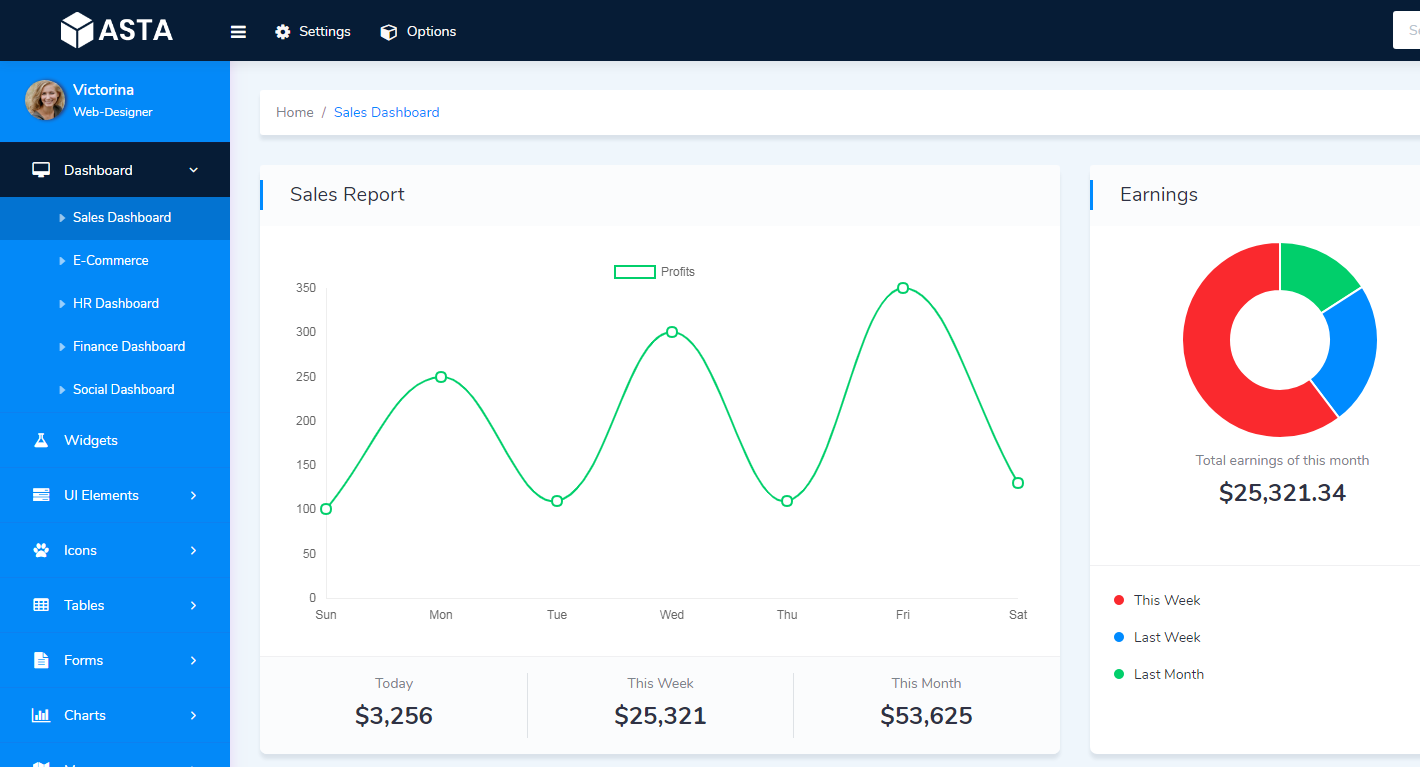 ASTA
Settings
Options
Victorina
Web-Designer
Dashboard
Sales Dashboard
E-Commerce
HR Dashboard
Finance Dashboard
Social Dashboard
Widgets
UI Elements
Icons
Tables
Forms
Charts
Home / Sales Dashboard
Sales Report
Profits
350
300
250
200
150
100
50
0
Sun Mon Tue Wed Thu Fri Sat
Today
$3,256
This Week
$25,321
This Month
$53,625
Earnings
Total earnings of this month
$25,321.34
This Week
Last Week
Last Month